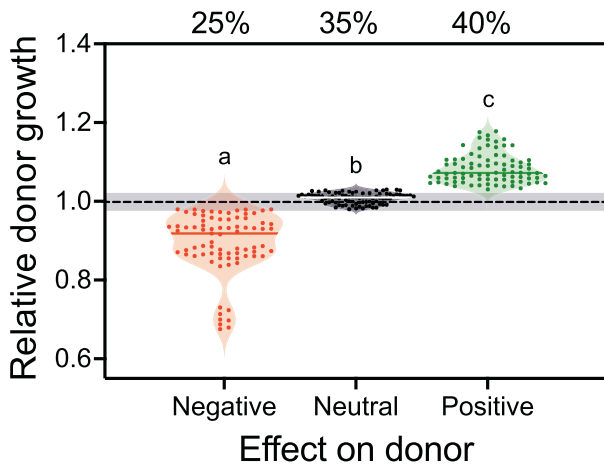 25% 35% 40%
Relative donor growth
1.4
1.2
1.0
0.8
0.6
a
b
c
Negative Neutral Positive
Effect on donor